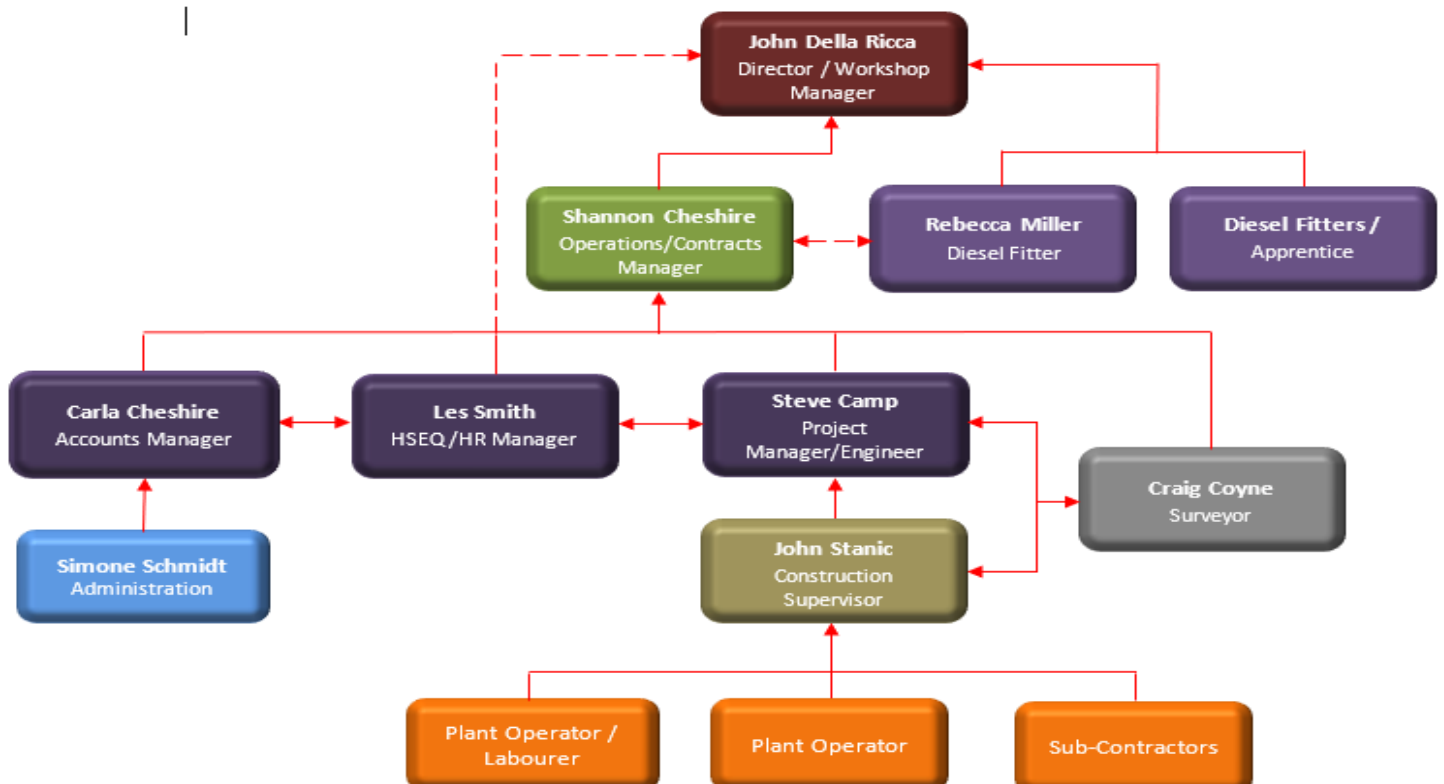 John Della Ricca
Director / Workshop
Manager
Shannon Cheshire
Operations/Contracts
Manager
Rebecca Miller
Diesel Fitter
Diesel Fitters /
Apprentice
Carla Cheshire
Accounts Manager
Les Smith
HSEQ/HR Manager
Steve Camp
Project
Manager/Engineer
Craig Coyne
Surveyor
Simone Schmidt
Administration
John Stanic
Construction
Supervisor
Plant Operator /
Labourer
Plant Operator
Sub-Contractors